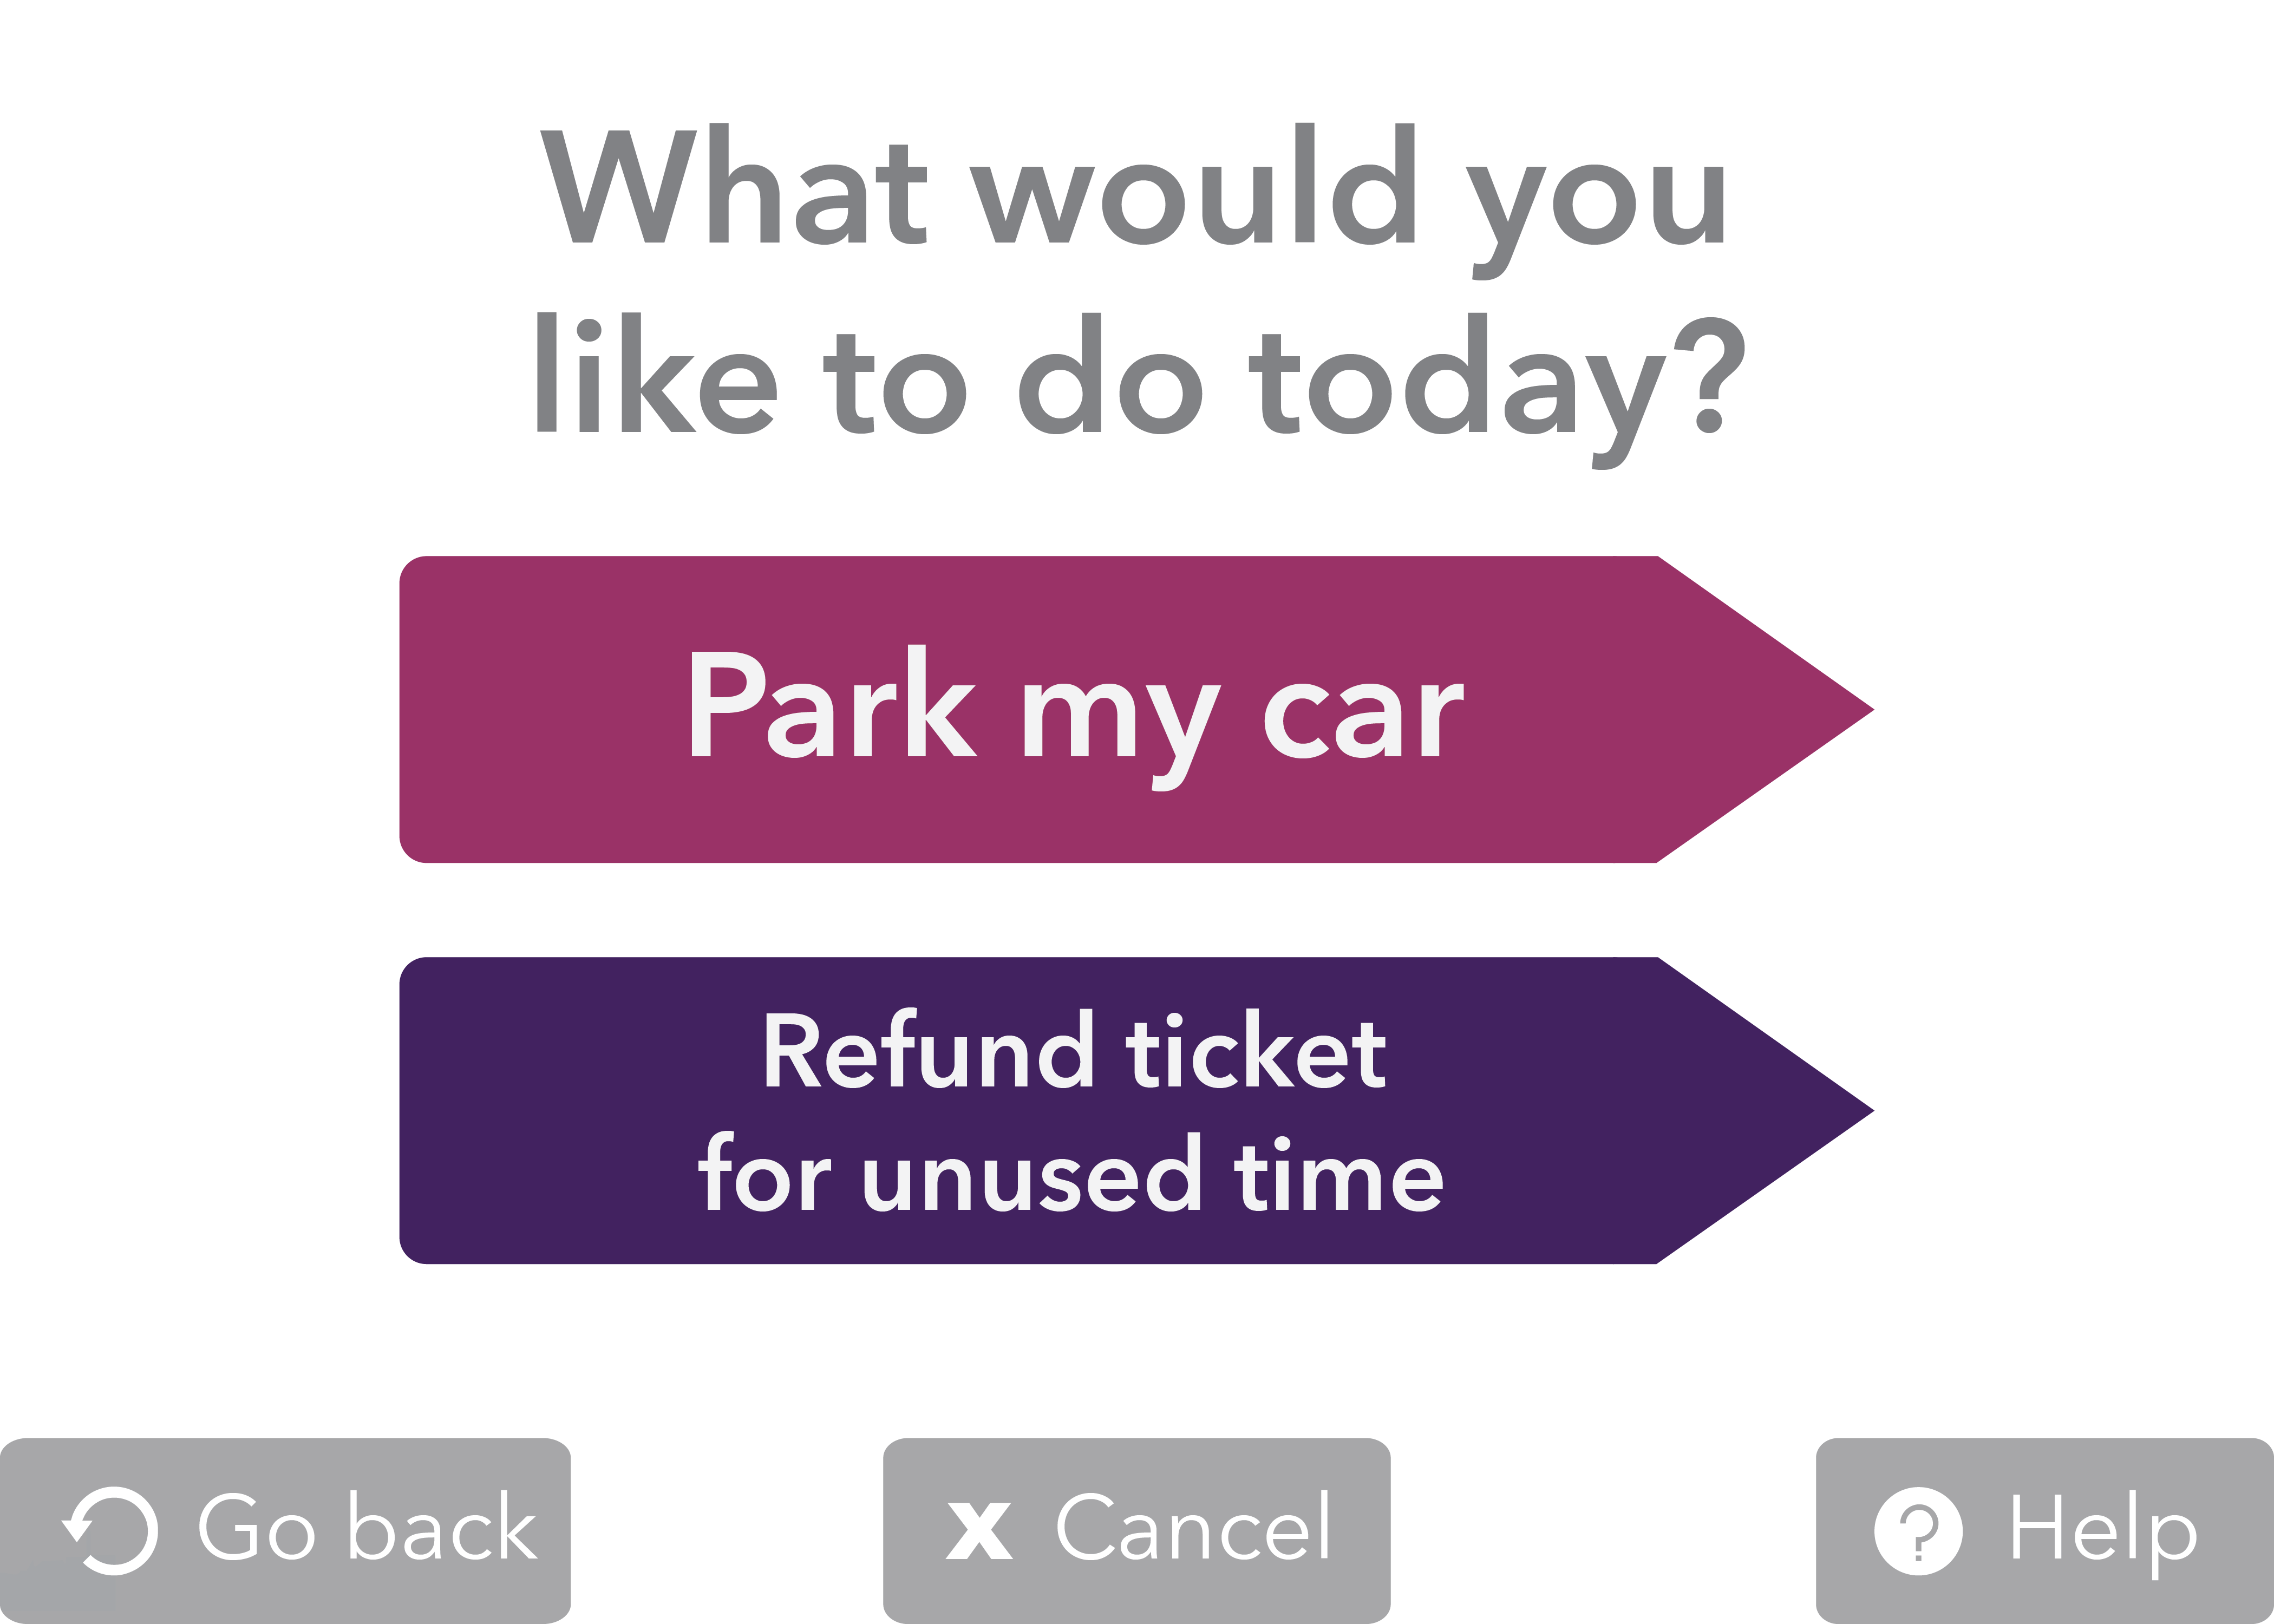 What would you
like to do today?
Park my car
Refund ticket
for unused time
Go back
x Cancel
? Help